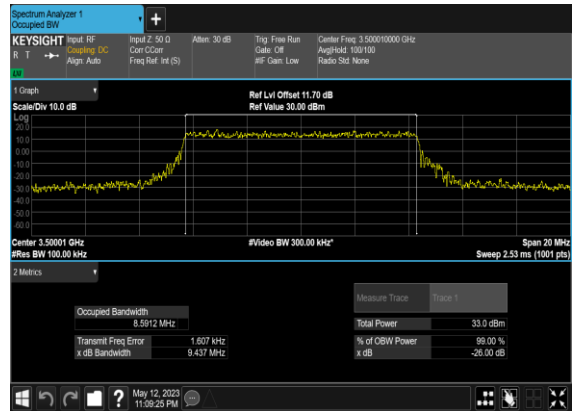 Spectrum Analyzer 1
Occupied BW
+
KEYSIGHT Input: RF Input Z: 50 Ω Atten: 30 dB Trig: Free Run Center Freq: 3.500010000 GHz
R T Coupling: DC Corr CCorr Gate: Off Avg|Hold: 100/100
Align: Auto Freq Ref: Int (S) #IF Gain: Low Radio Std: None
1 Graph
Ref Lvl Offset 11.70 dB
Scale/Div 10.0 dB Ref Value 30.00 dBm
Log
20.0
10.0
0.00
-10.0
-20.0
-30.0
-40.0
-50.0
-60.0
Center 3.50001 GHz #Video BW 300.00 kHz* Span 20 MHz
#Res BW 100.00 kHz Sweep 2.53 ms (1001 pts)
2 Metrics
Measure Trace Trace 1
Occupied Bandwidth
8.5912 MHz Total Power 33.0 dBm
Transmit Freq Error 1.607 kHz % of OBW Power 99.00 %
x dB Bandwidth 9.437 MHz x dB -26.00 dB
? May 12, 2023
11:09:25 PM